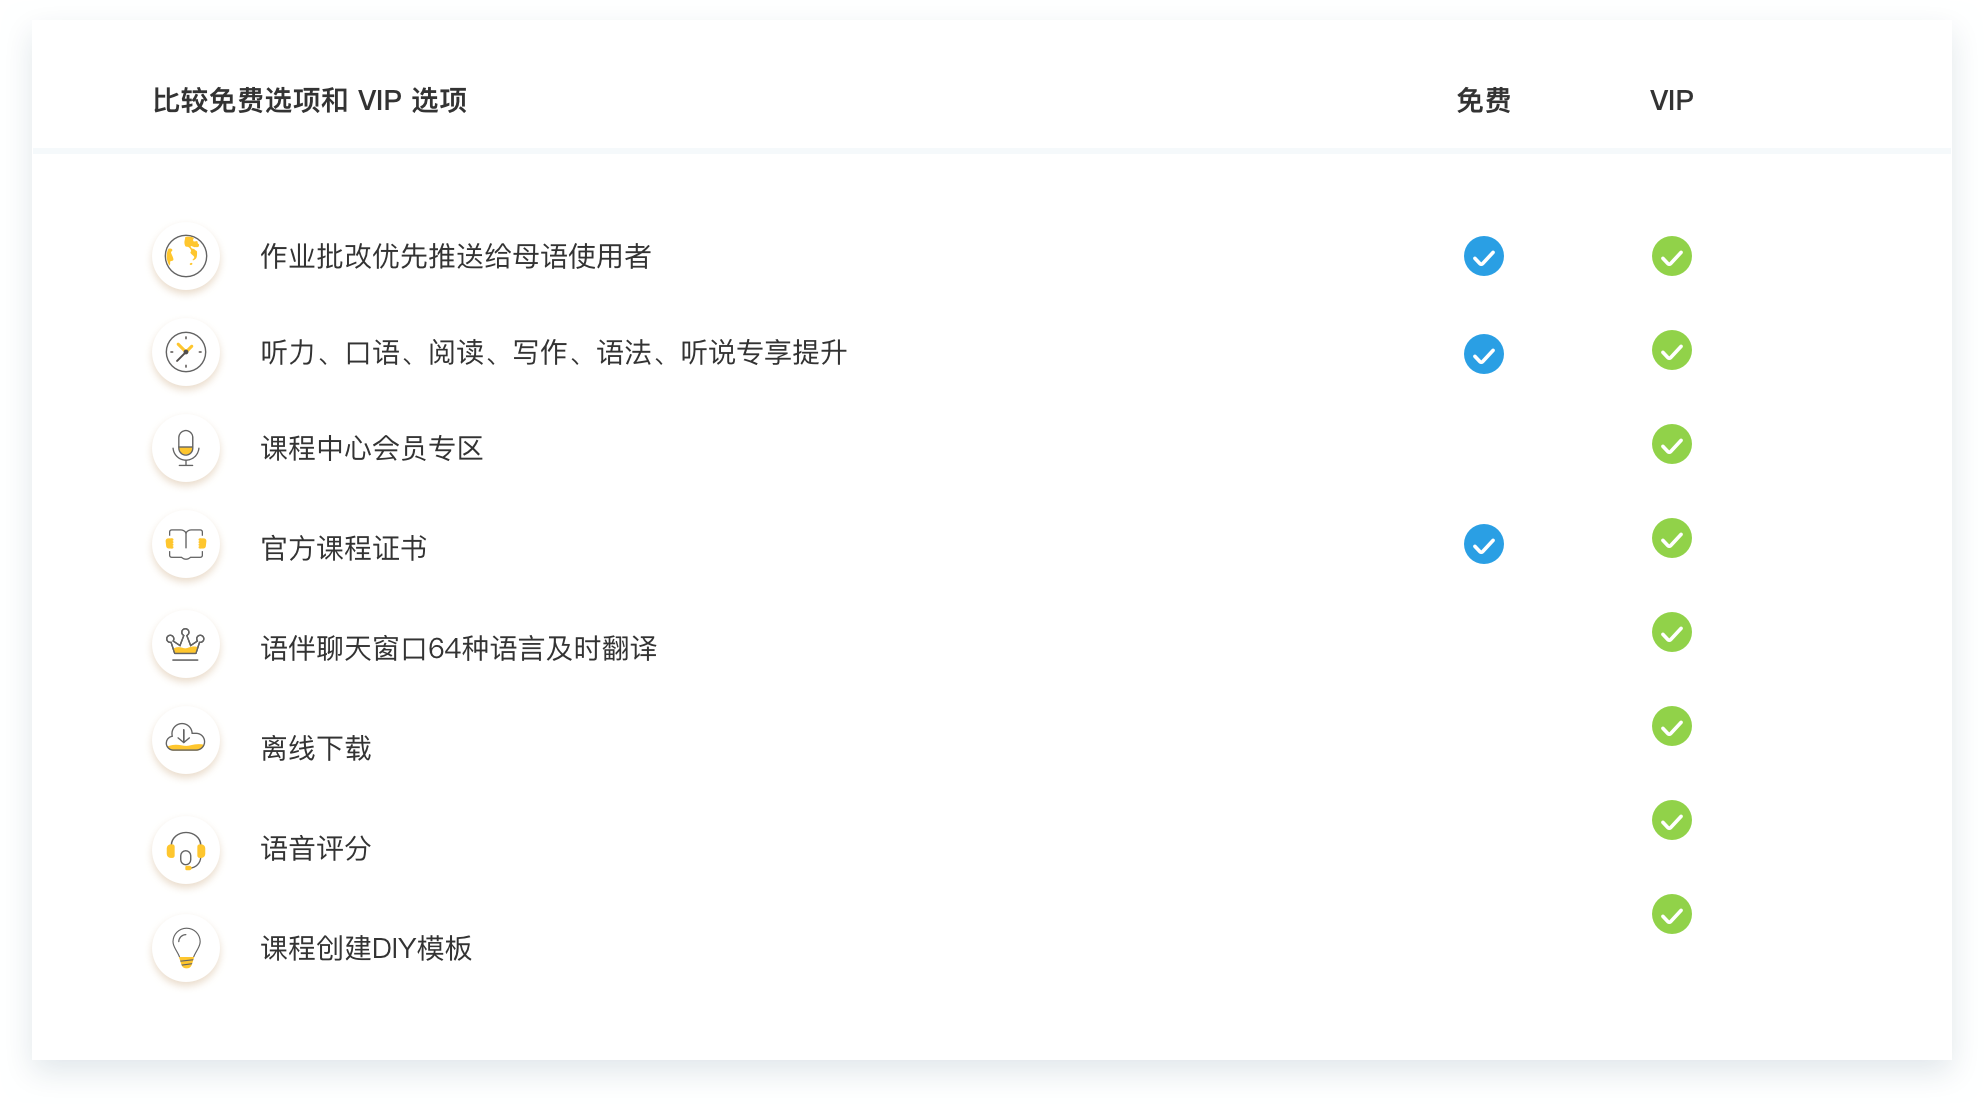 比较免费选项和 VIP 选项 免费 VIP
作业批改优先推送给母语使用者
听力、口语、阅读、写作、语法、听说专享提升
课程中心会员专区
官方课程证书
语伴聊天窗口64种语言及时翻译
离线下载
语音评分
课程创建DIY模板